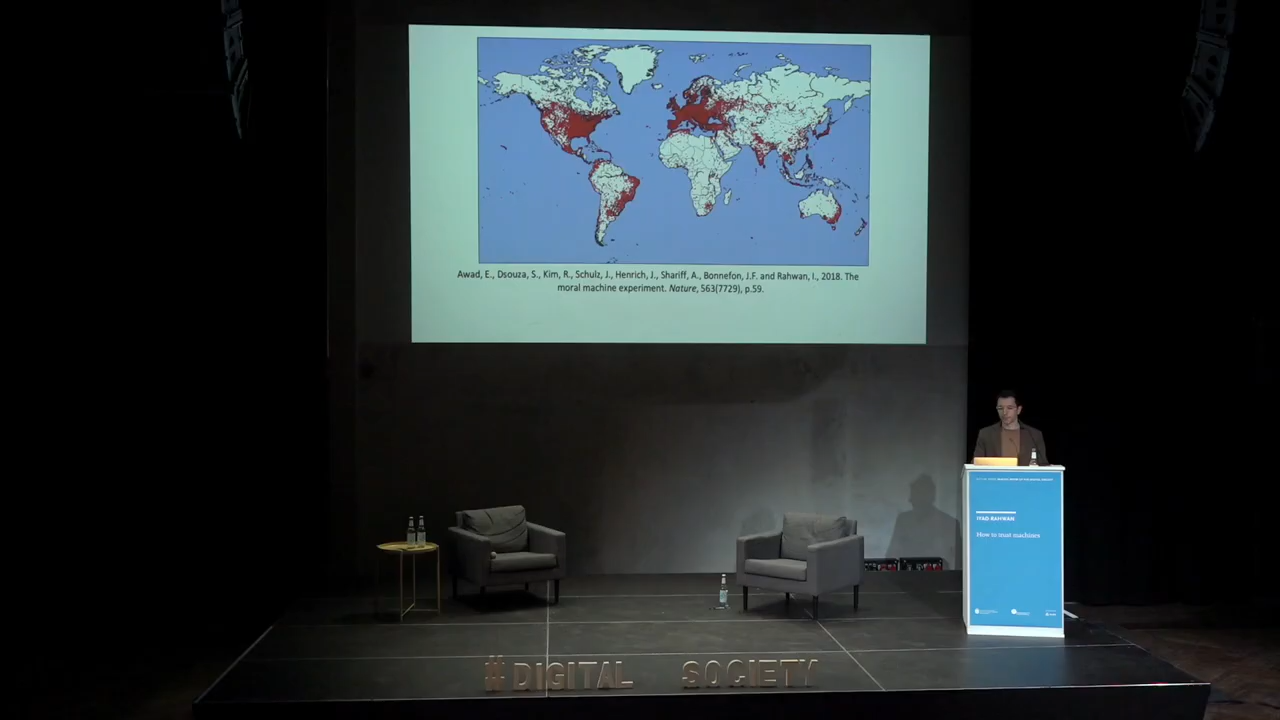 Awad, E., Dsouza, S., Kim, R., Schulz, J., Henrich, J., Shariff, A., Bonnefon, J.F. and Rahwan, I., 2018. The
moral machine experiment. Nature, 563(7729), p.59.
IYAD RAHWAN
How to trust machines
#DIGITAL SOCIETY